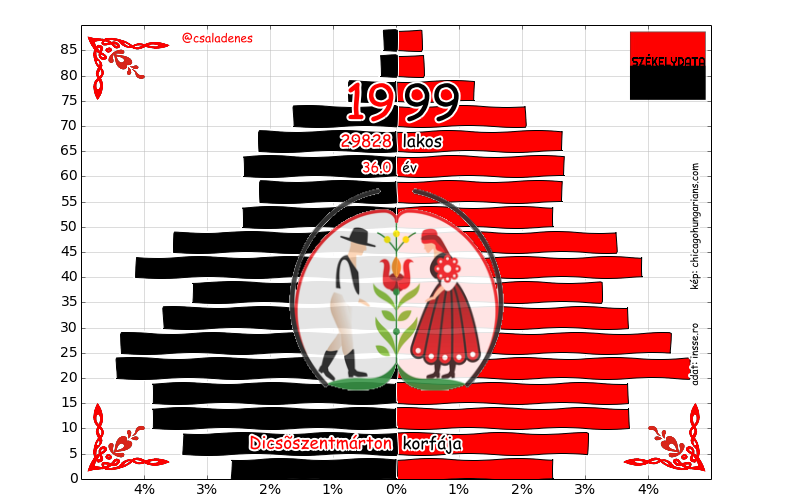 @csaladenes
SZÉKELYDATA
1999
29828 lakos
36.0 év
kép: chicagohungarians.com
adat: insse.ro
Dicsőszentmárton korfája
85
80
75
70
65
60
55
50
45
40
35
30
25
20
15
10
5
0
4% 3% 2% 1% 0% 1% 2% 3% 4%